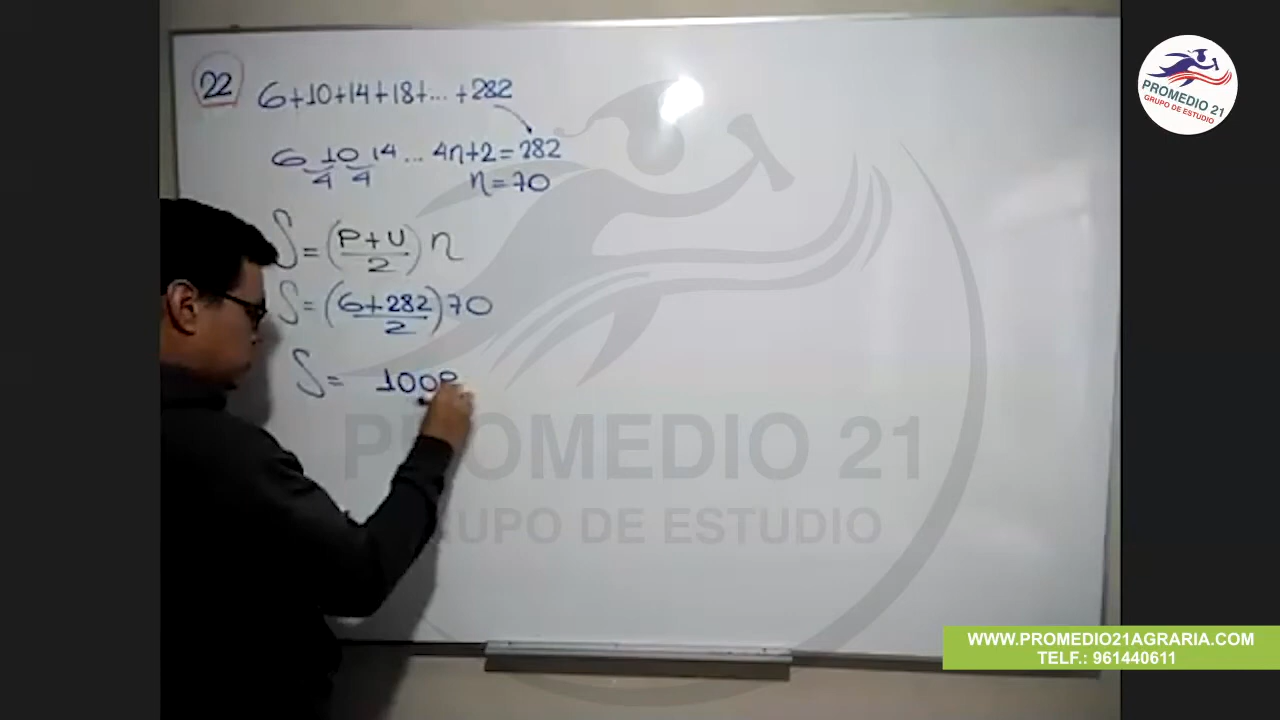 22 6+10+14+18+... +282
6 10 14 ... 4n+2=282
4 4 n=70
S=(P+U/2)n
S=(6+282/2)70
S= 1008
PROMEDIO 21
GRUPO DE ESTUDIO
PROMEDIO 21
GRUPO DE ESTUDIO
WWW.PROMEDIO21AGRARIA.COM
TELF.: 961440611